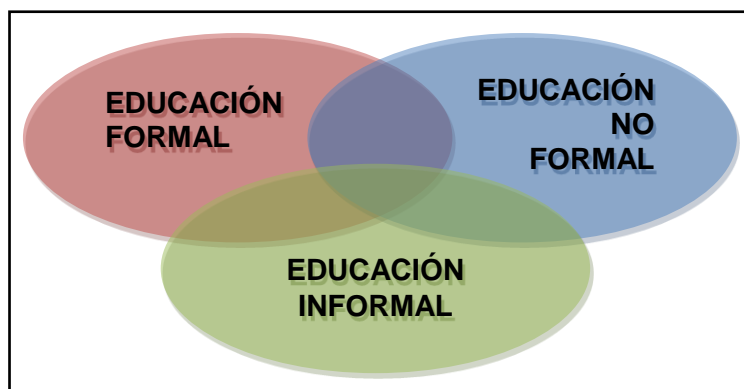 EDUCACIÓN
FORMAL
EDUCACIÓN
NO
FORMAL
EDUCACIÓN
INFORMAL